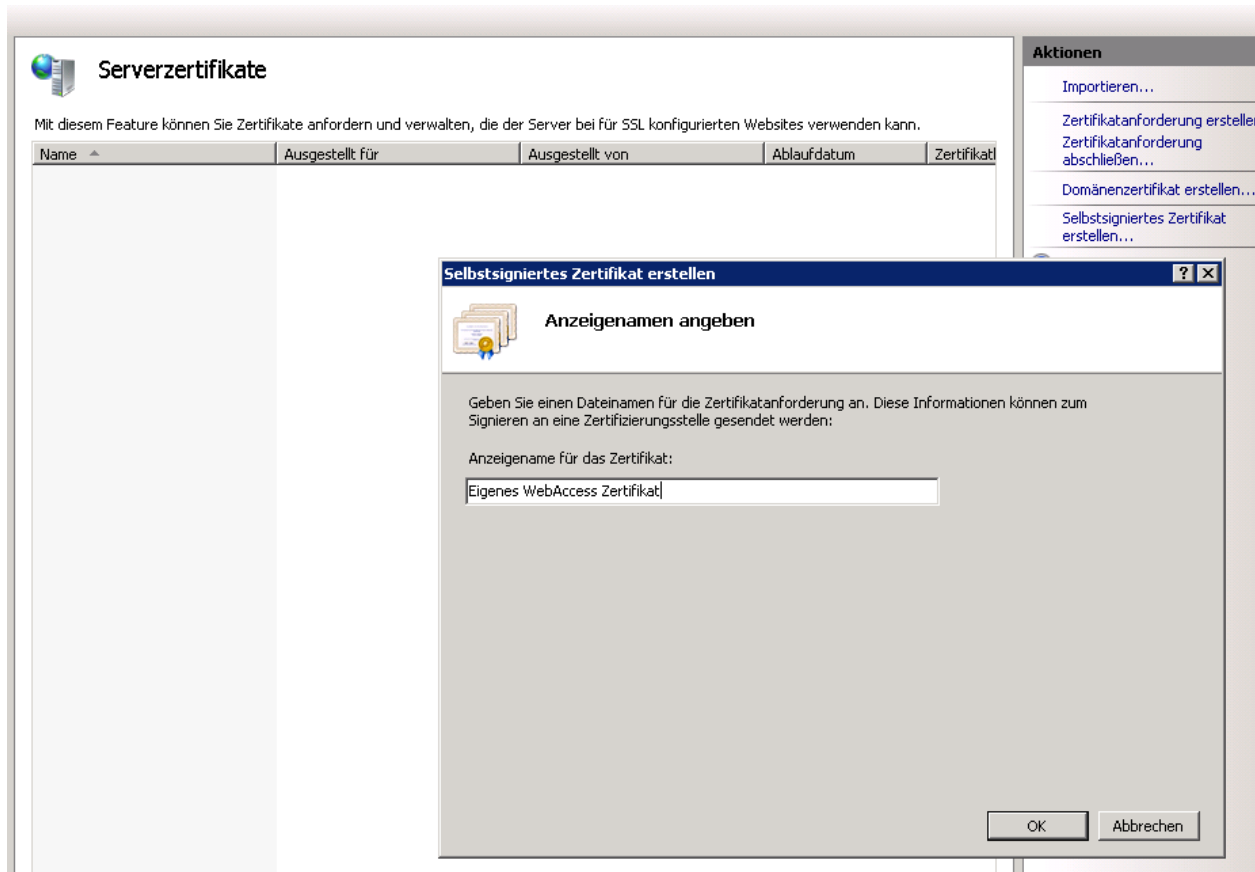 Serverzertifikate
Mit diesem Feature können Sie Zertifikate anfordern und verwalten, die der Server bei für SSL konfigurierten Websites verwenden kann.
Name
Ausgestellt für
Ausgestellt von
Ablaufdatum
Aktionen
Importieren...
Zertifikatanforderung
Zertifikatanforderung
abschließen...
Domänenzertifikat erstellen...
Selbstsigniertes Zertifikat
erstellen...
Selbstsigniertes Zertifikat erstellen
Anzeigenamen angeben
Geben Sie einen Dateinamen für die Zertifikatanforderung an. Diese Informationen können zum
Signieren an eine Zertifizierungsstelle gesendet werden:
Anzeigename für das Zertifikat:
Eigenes WebAccess Zertifikat
OK
Abbrechen